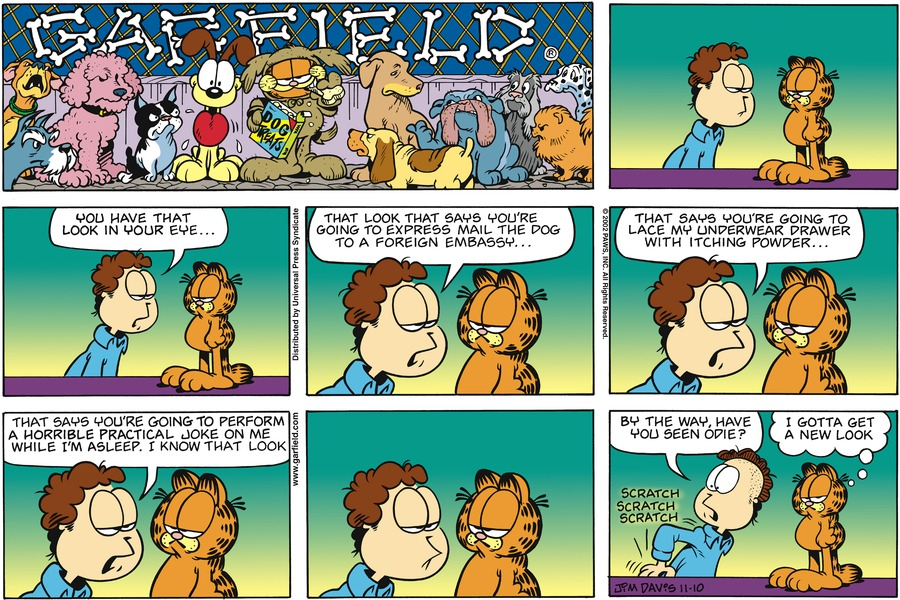 GARFIELD
®
DOG
TREATS
YOU HAVE THAT
LOOK IN YOUR EYE...
Distributed by Universal Press Syndicate
THAT LOOK THAT SAYS YOU'RE
GOING TO EXPRESS MAIL THE DOG
TO A FOREIGN EMBASSY...
© 2002 PAWS, INC. All Rights Reserved.
THAT SAYS YOU'RE GOING TO
LACE MY UNDERWEAR DRAWER
WITH ITCHING POWDER...
THAT SAYS YOU'RE GOING TO PERFORM
A HORRIBLE PRACTICAL JOKE ON ME
WHILE I'M ASLEEP. I KNOW THAT LOOK
www.garfield.com
BY THE WAY, HAVE
YOU SEEN ODIE?
I GOTTA GET
A NEW LOOK
SCRATCH
SCRATCH
SCRATCH
JIM DAVIS 11-10